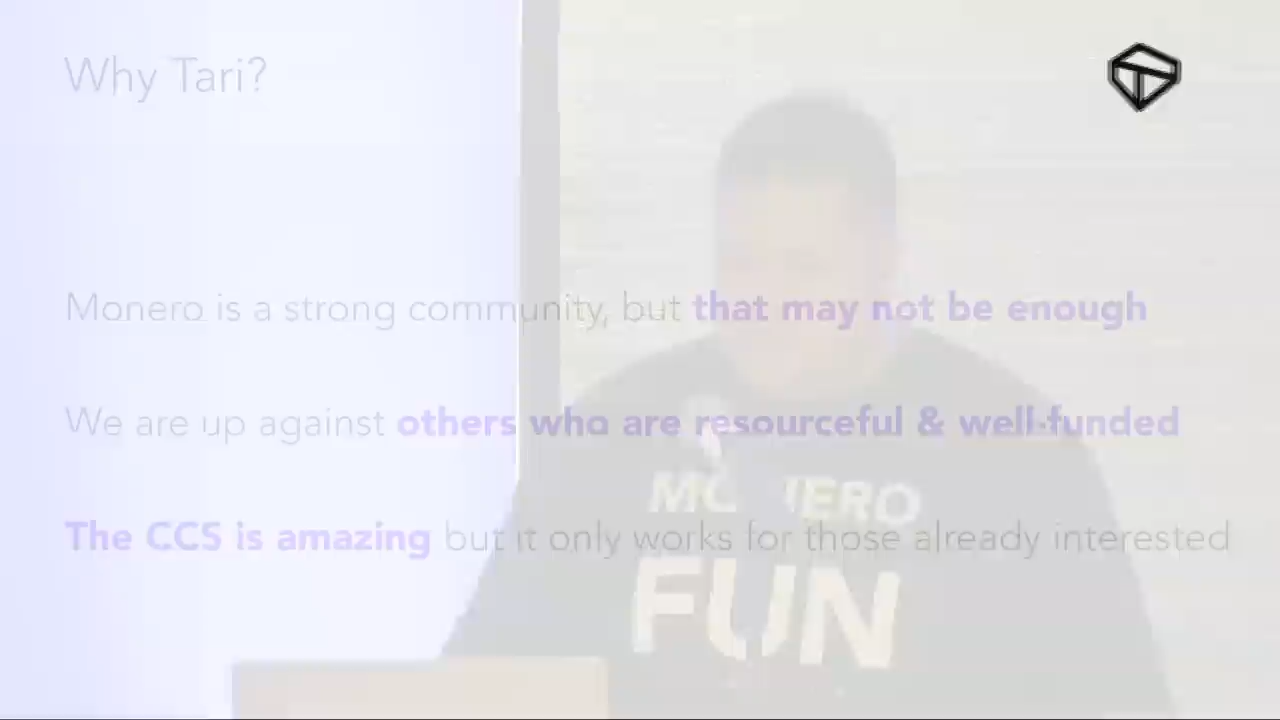 Why Tari?
Monero is a strong community, but that may not be enough
We are up against others who are resourceful & well-funded
The CCS is amazing but it only works for those already interested
MONERO
FUN